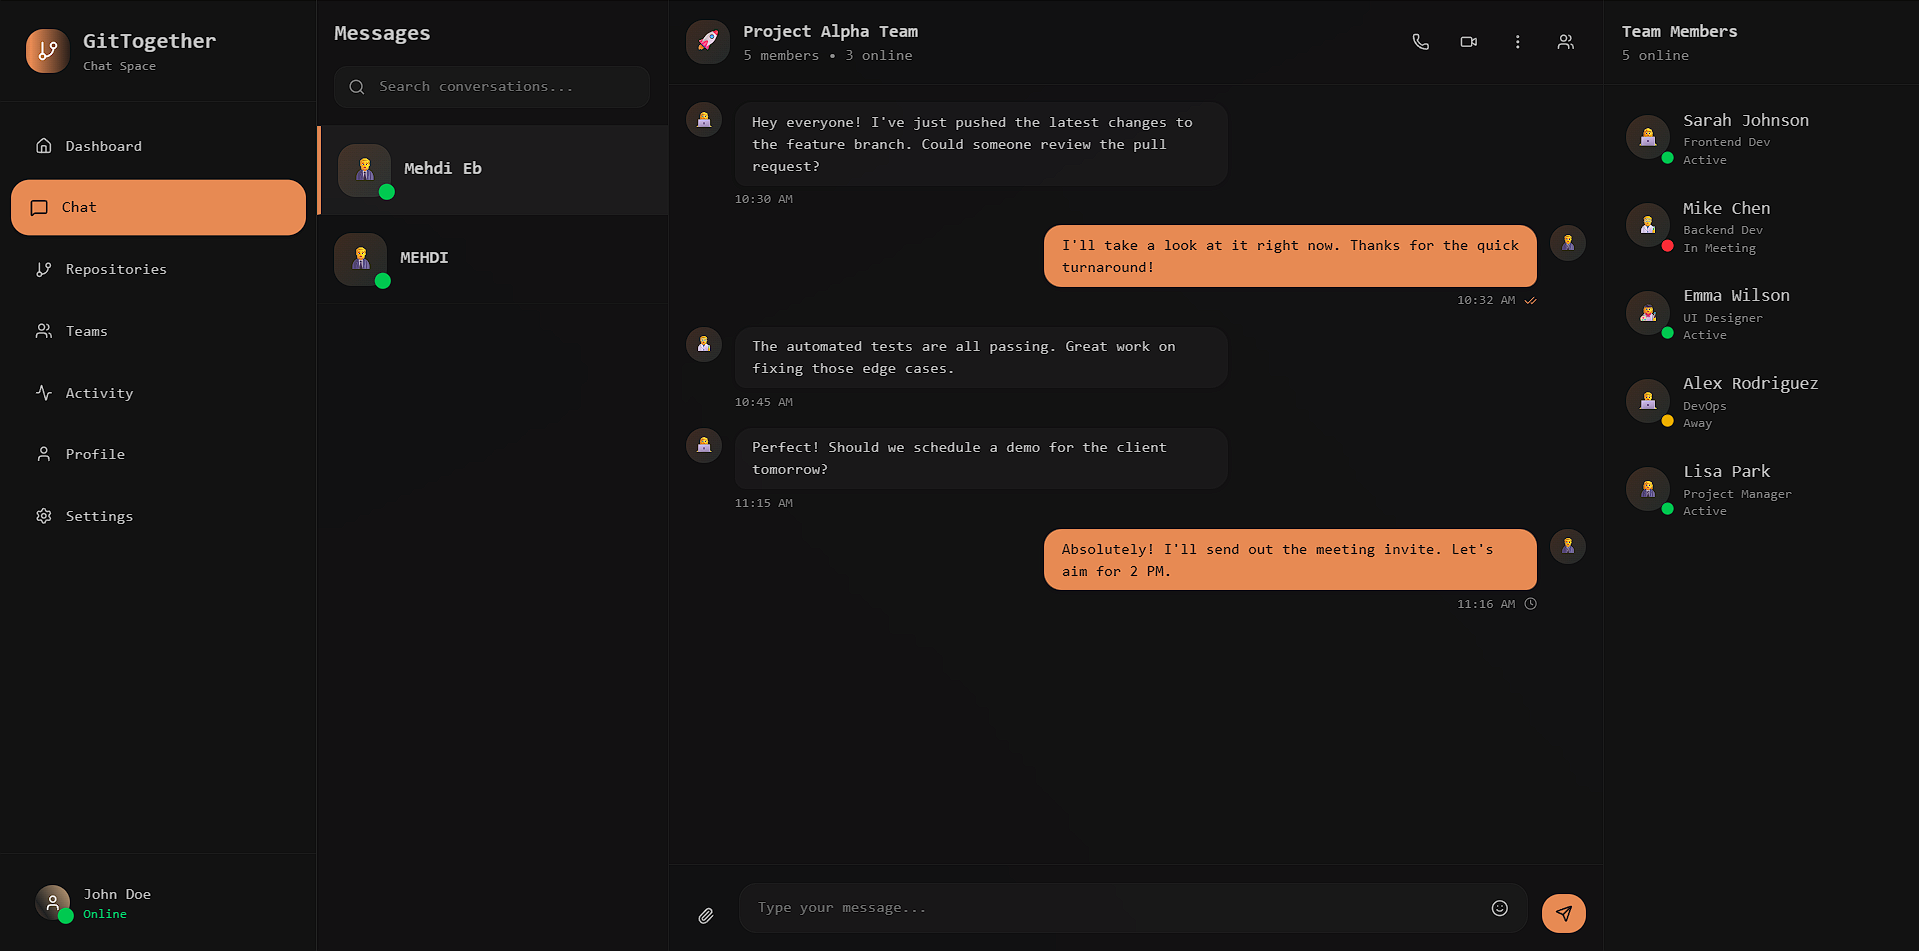 GitTogether
Chat Space
Dashboard
Chat
Repositories
Teams
Activity
Profile
Settings
John Doe
Online
Messages
Search conversations...
Mehdi Eb
MEHDI
Project Alpha Team
5 members • 3 online
Hey everyone! I've just pushed the latest changes to
the feature branch. Could someone review the pull
request?
10:30 AM
I'll take a look at it right now. Thanks for the quick
turnaround!
10:32 AM
The automated tests are all passing. Great work on
fixing those edge cases.
10:45 AM
Perfect! Should we schedule a demo for the client
tomorrow?
11:15 AM
Absolutely! I'll send out the meeting invite. Let's
aim for 2 PM.
11:16 AM
Type your message...
Team Members
5 online
Sarah Johnson
Frontend Dev
Active
Mike Chen
Backend Dev
In Meeting
Emma Wilson
UI Designer
Active
Alex Rodriguez
DevOps
Away
Lisa Park
Project Manager
Active